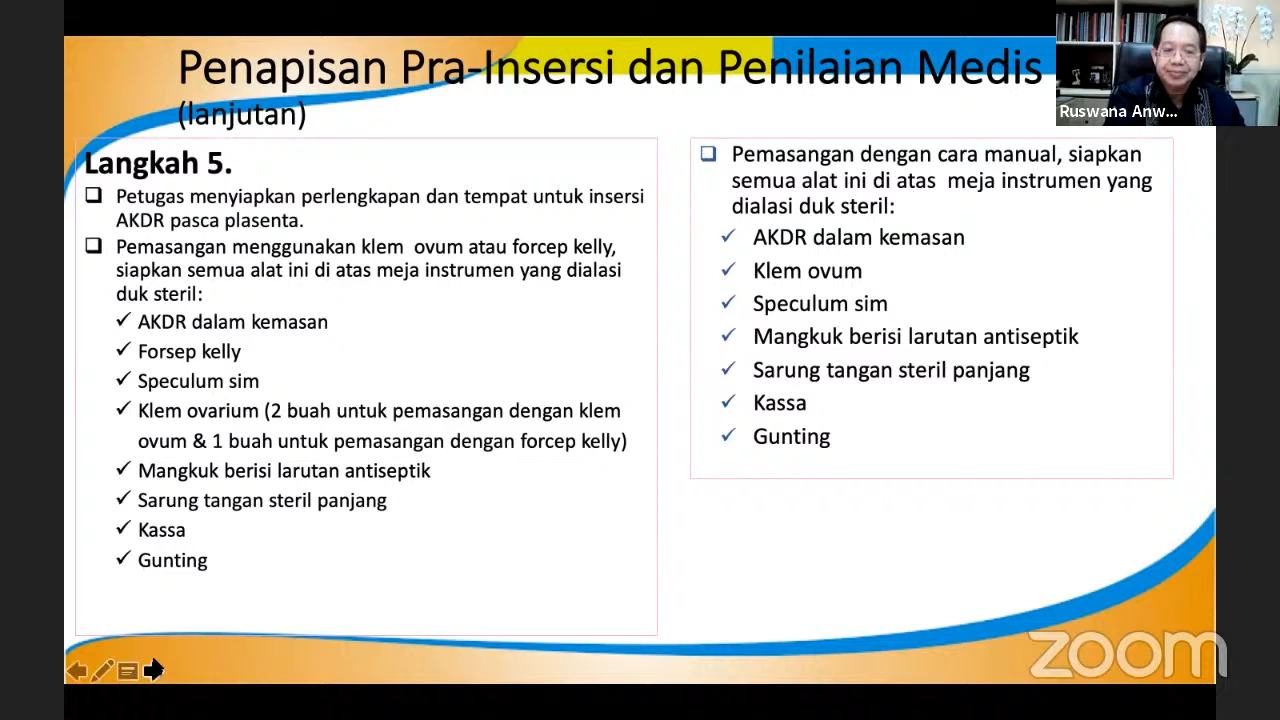 Penapisan Pra-Insersi dan Penilaian Medis
(lanjutan)
Ruswana Anw...
Langkah 5.
Petugas menyiapkan perlengkapan dan tempat untuk insersi
AKDR pasca plasenta.
Pemasangan menggunakan klem ovum atau forcep kelly,
siapkan semua alat ini di atas meja instrumen yang dialasi
duk steril:
AKDR dalam kemasan
Forsep kelly
Speculum sim
Klem ovarium (2 buah untuk pemasangan dengan klem
ovum & 1 buah untuk pemasangan dengan forcep kelly)
Mangkuk berisi larutan antiseptik
Sarung tangan steril panjang
Kassa
Gunting
Pemasangan dengan cara manual, siapkan
semua alat ini di atas meja instrumen yang
dialasi duk steril:
AKDR dalam kemasan
Klem ovum
Speculum sim
Mangkuk berisi larutan antiseptik
Sarung tangan steril panjang
Kassa
Gunting
zoom